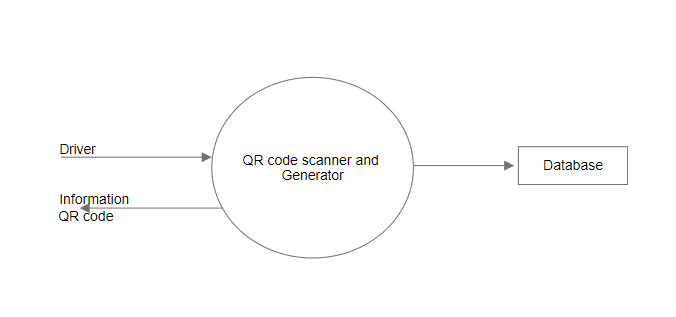 Driver
QR code scanner and
Generator
Database
Information
QR code